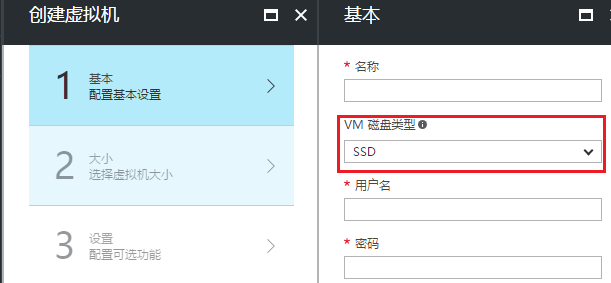 创建虚拟机
1
基本
配置基本设置
2
大小
选择虚拟机大小
3
设置
配置可选功能
基本
* 名称
VM 磁盘类型
SSD
* 用户名
* 密码